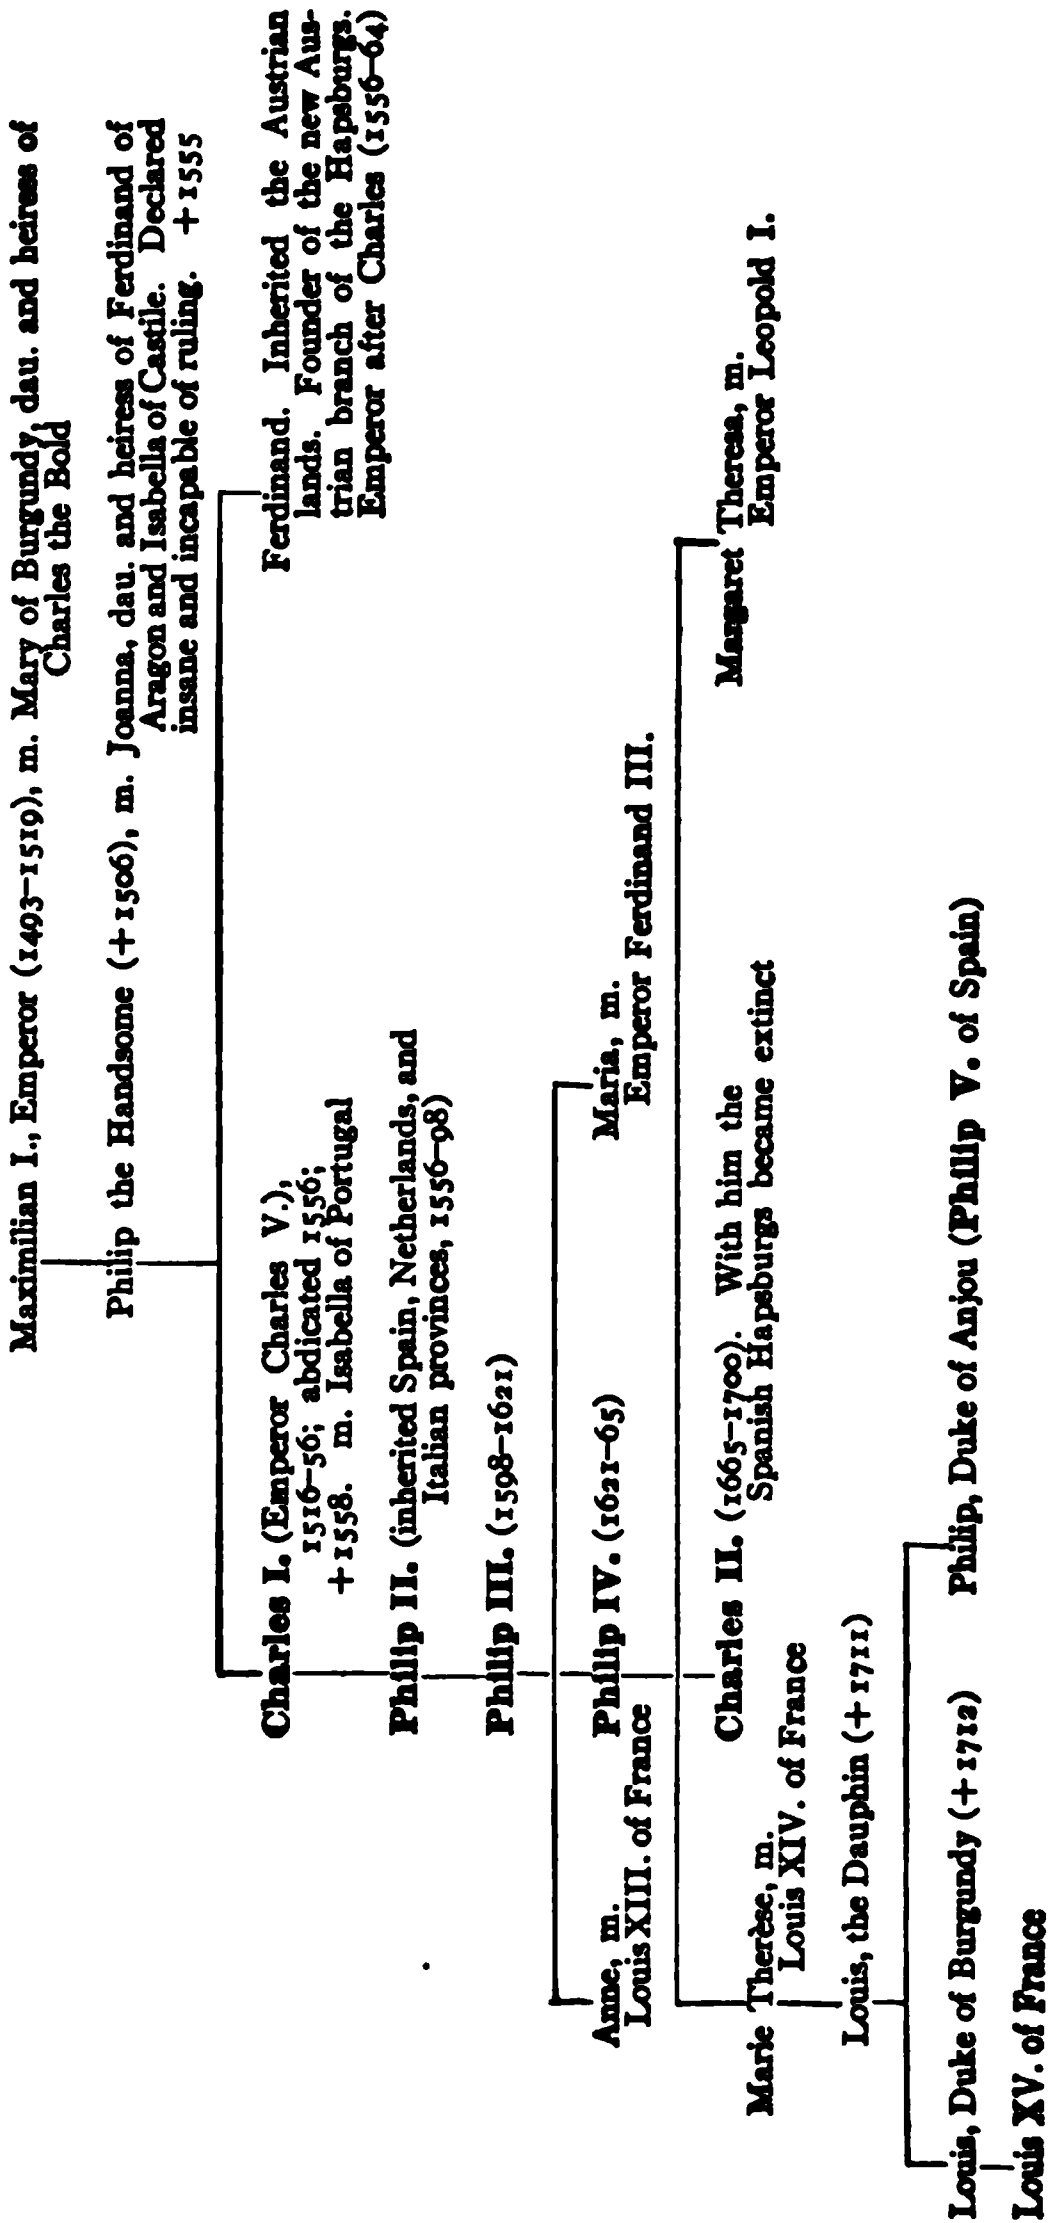 Maximilian I., Emperor (1493–1519), m. Mary of Burgundy, dau. and heiress of
Charles the Bold
Philip the Handsome (+1506), m. Joanna, dau. and heiress of Ferdinand of
Aragon and Isabella of Castile. Declared
insane and incapable of ruling. +1555
Charles I. (Emperor Charles V.),
1516–56; abdicated 1556;
+1558. m. Isabella of Portugal
Ferdinand. Inherited the Austrian
lands. Founder of the new Aus-
trian branch of the Hapsburgs.
Emperor after Charles (1556–64)
Philip II. (inherited Spain, Netherlands, and
Italian provinces, 1556–98)
Philip III. (1598–1621)
Anne, m.
Louis XIII. of France
Philip IV. (1621–65)
Maria, m.
Emperor Ferdinand III.
Marie Therèse, m.
Louis XIV. of France
Charles II. (1665–1700). With him the
Spanish Hapsburgs became extinct
Margaret Theresa, m.
Emperor Leopold I.
Louis, the Dauphin (+1711)
Louis, Duke of Burgundy (+1712)
Philip, Duke of Anjou (Philip V. of Spain)
Louis XV. of France